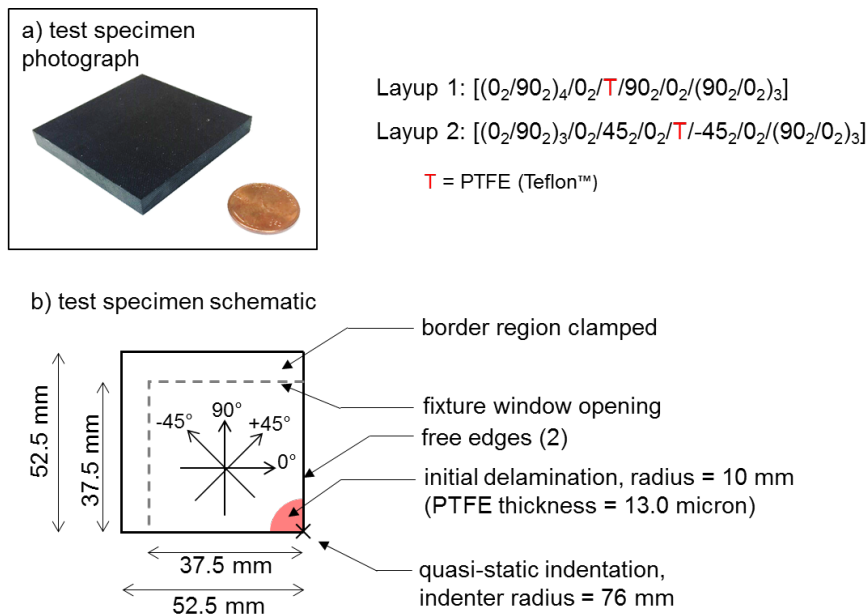 a) test specimen
photograph
Layup 1: [(0₂/90₂)₄/0₂/T/90₂/0₂/(90₂/0₂)₃]
Layup 2: [(0₂/90₂)₃/0₂/45₂/0₂/T/-45₂/0₂/(90₂/0₂)₃]
T = PTFE (Teflon™)
b) test specimen schematic
border region clamped
fixture window opening
free edges (2)
initial delamination, radius = 10 mm
(PTFE thickness = 13.0 micron)
quasi-static indentation,
indenter radius = 76 mm
52.5 mm
37.5 mm
-45°
90°
+45°
0°
37.5 mm
52.5 mm